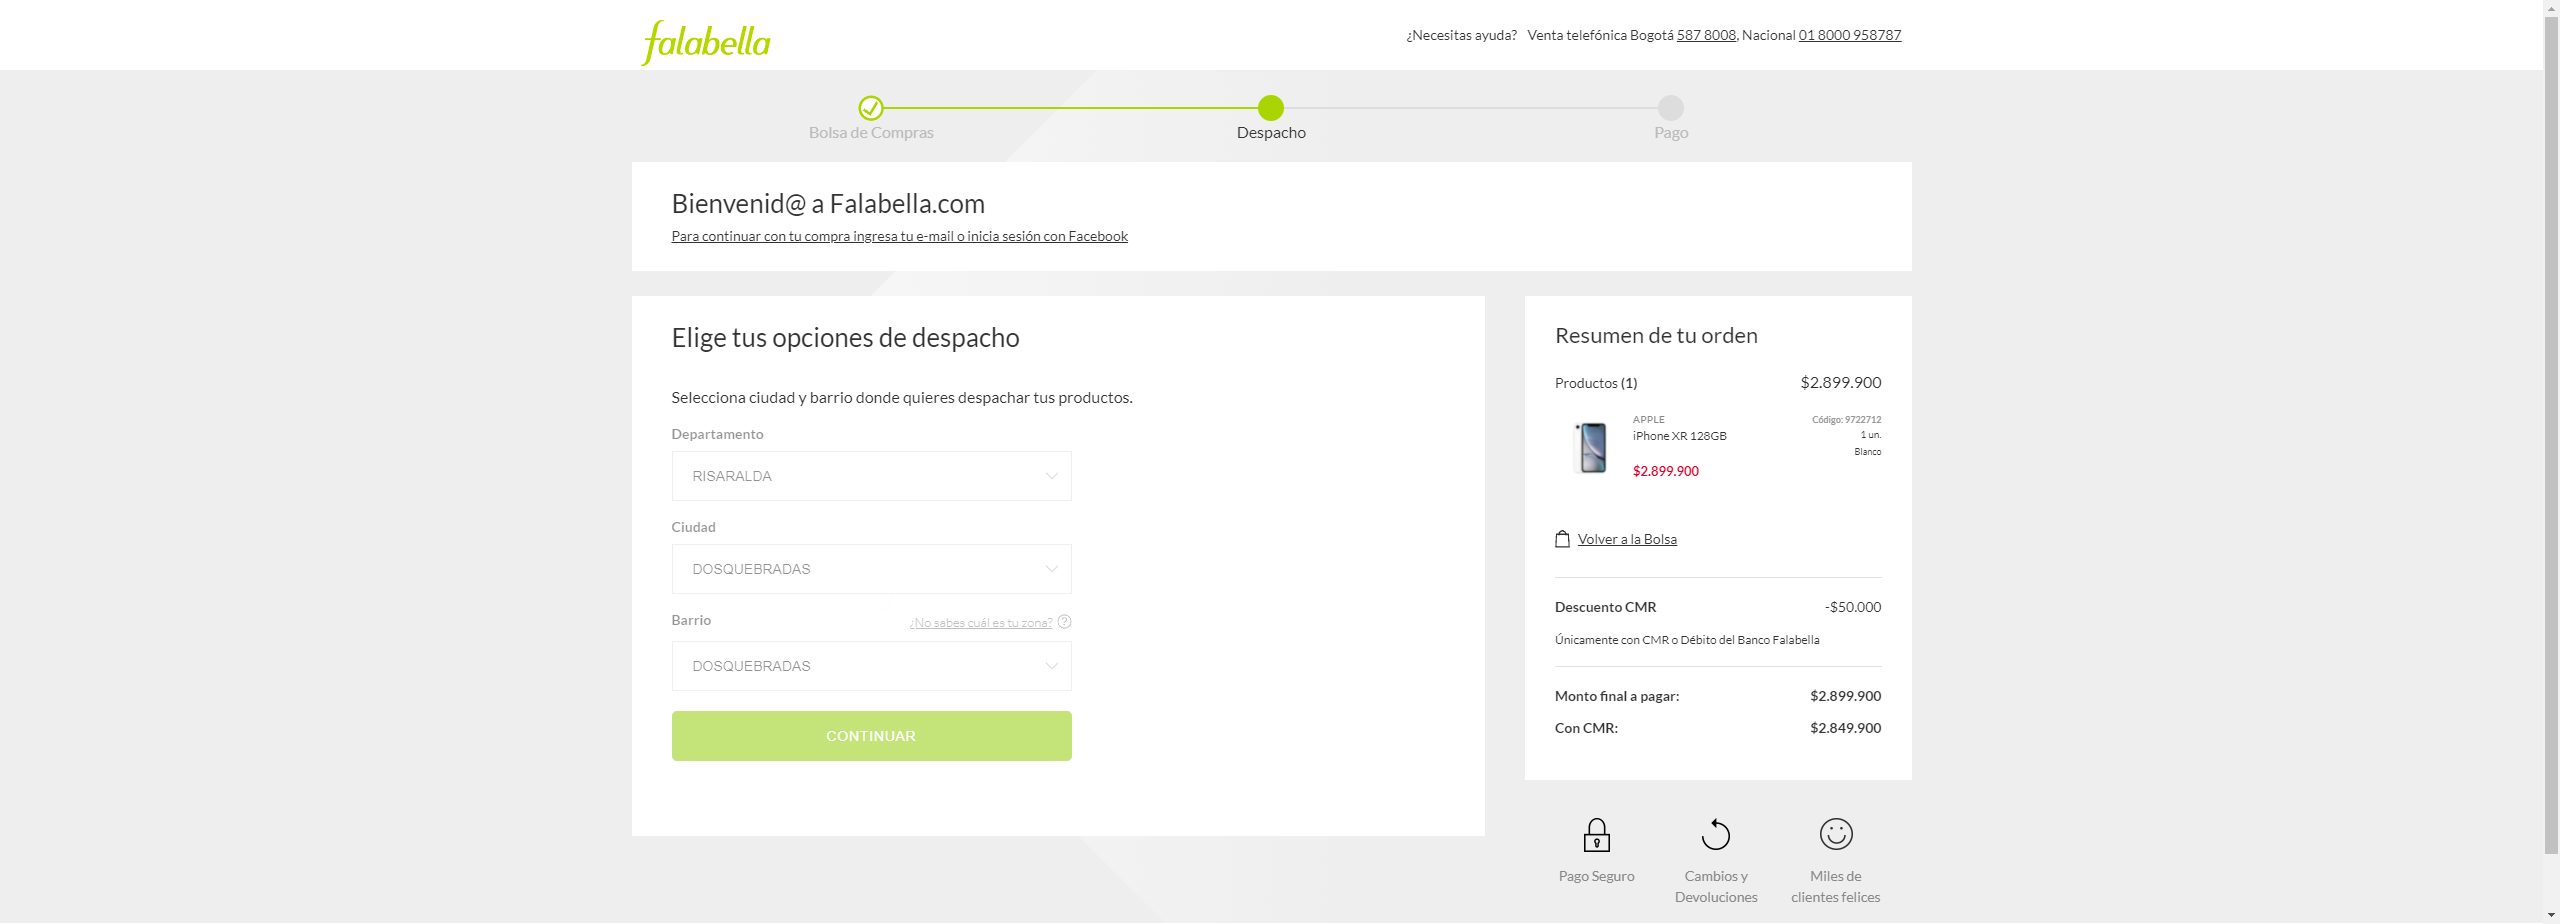 falabella
¿Necesitas ayuda? Venta telefónica Bogotá 587 8008, Nacional 01 8000 958787
Bolsa de Compras
Despacho
Pago
Bienvenid@ a Falabella.com
Para continuar con tu compra ingresa tu e-mail o inicia sesión con Facebook
Elige tus opciones de despacho
Selecciona ciudad y barrio donde quieres despachar tus productos.
Departamento
RISARALDA
Ciudad
DOSQUEBRADAS
Barrio
¿No sabes cuál es tu zona? ?
DOSQUEBRADAS
CONTINUAR
Resumen de tu orden
Productos (1) $2.899.900
APPLE Código: 9722712
iPhone XR 128GB 1 un.
Blanco
$2.899.900
Volver a la Bolsa
Descuento CMR -$50.000
Únicamente con CMR o Débito del Banco Falabella
Monto final a pagar: $2.899.900
Con CMR: $2.849.900
Pago Seguro
Cambios y
Devoluciones
Miles de
clientes felices